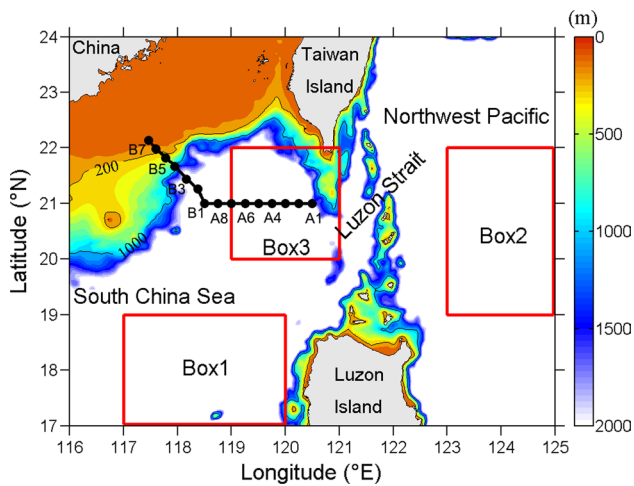 (m)
24
23
22
21
20
19
18
17
116
117
118
119
120
121
122
123
124
125
Latitude (°N)
Longitude (°E)
0
500
1000
1500
2000
China
Taiwan
Island
Northwest Pacific
Luzon Strait
200
1000
B7
B5
B3
B1
A8
A6
A4
A1
Box3
Box2
South China Sea
Box1
Luzon
Island